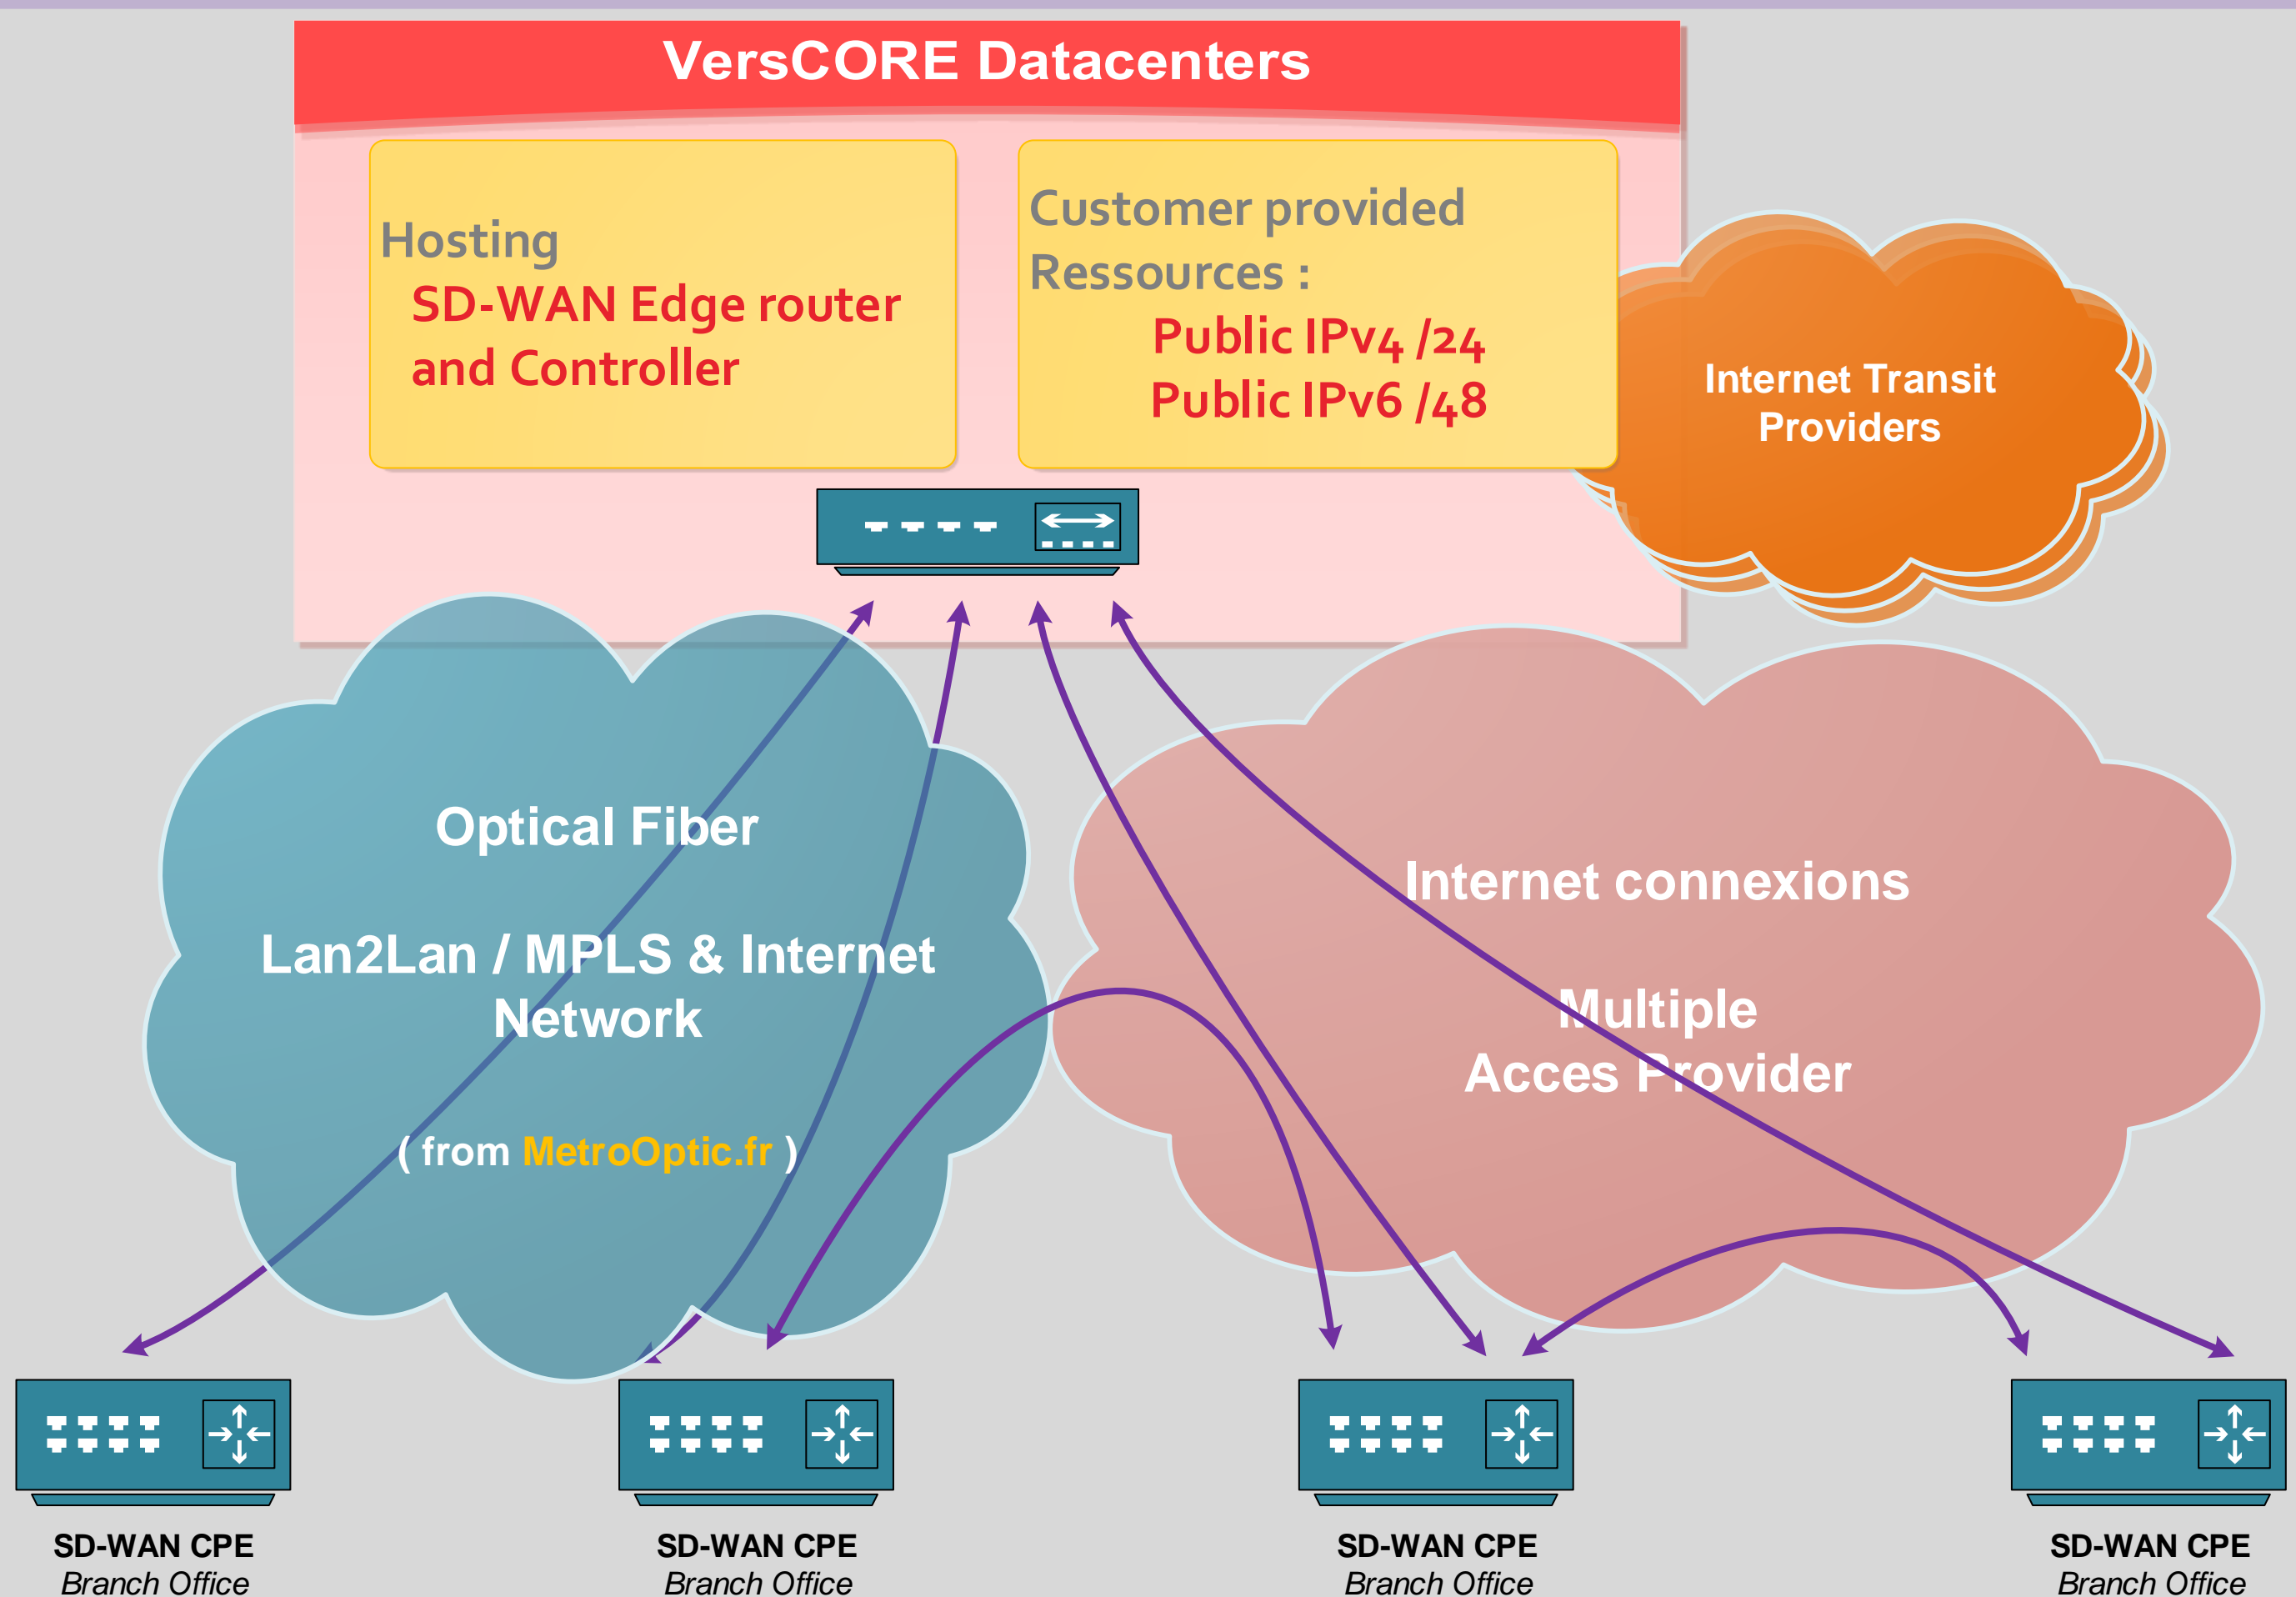 VersCORE Datacenters
Hosting
SD-WAN Edge router
and Controller
Customer provided
Ressources :
Public IPv4 /24
Public IPv6 /48
Internet Transit
Providers
Optical Fiber
Lan2Lan / MPLS & Internet
Network
( from MetroOptic.fr )
Internet connexions
Multiple
Acces Provider
SD-WAN CPE
Branch Office
SD-WAN CPE
Branch Office
SD-WAN CPE
Branch Office
SD-WAN CPE
Branch Office